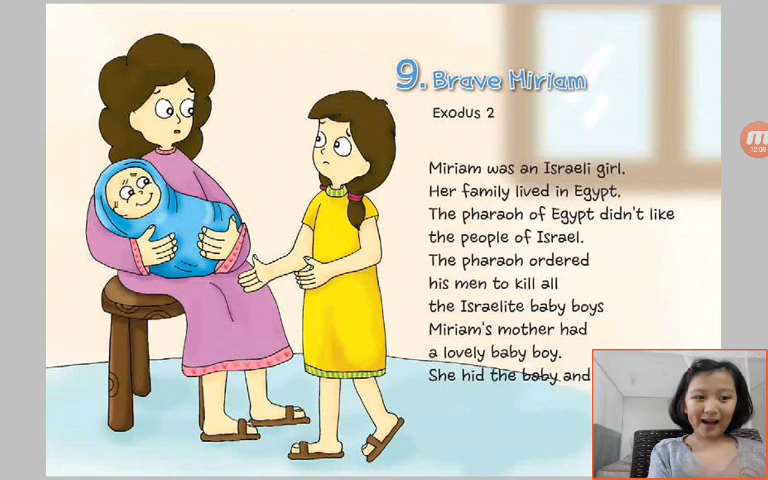 9. Brave Miriam
Exodus 2
Miriam was an Israeli girl.
Her family lived in Egypt.
The pharaoh of Egypt didn't like
the people of Israel.
The pharaoh ordered
his men to kill all
the Israelite baby boys
Miriam's mother had
a lovely baby boy.
She hid the baby and
12:09